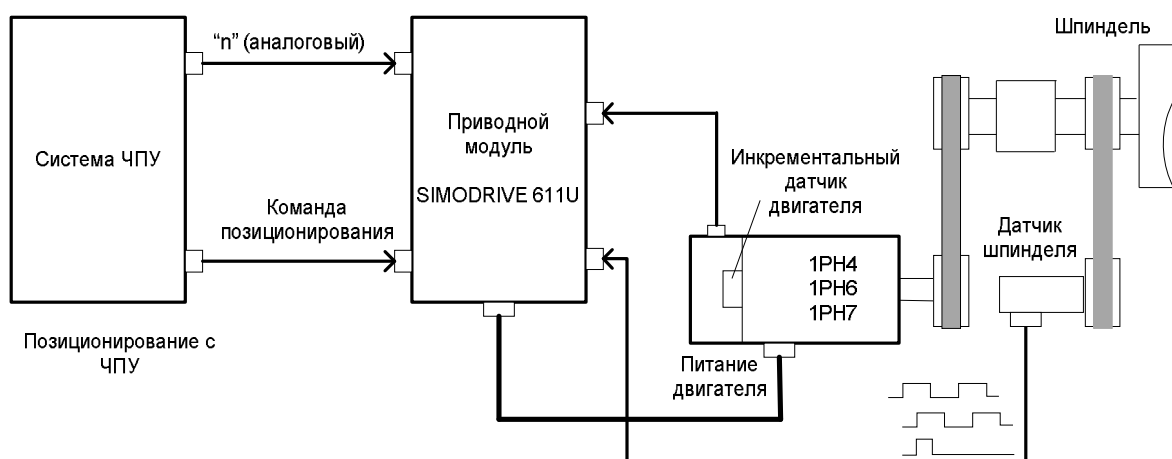 Шпиндель
“n” (аналоговый)
Система ЧПУ
Приводной
модуль
SIMODRIVE 611U
Инкрементальный
датчик
двигателя
Команда
позиционирования
Датчик
шпинделя
1PH4
1PH6
1PH7
Позиционирование с
ЧПУ
Питание
двигателя